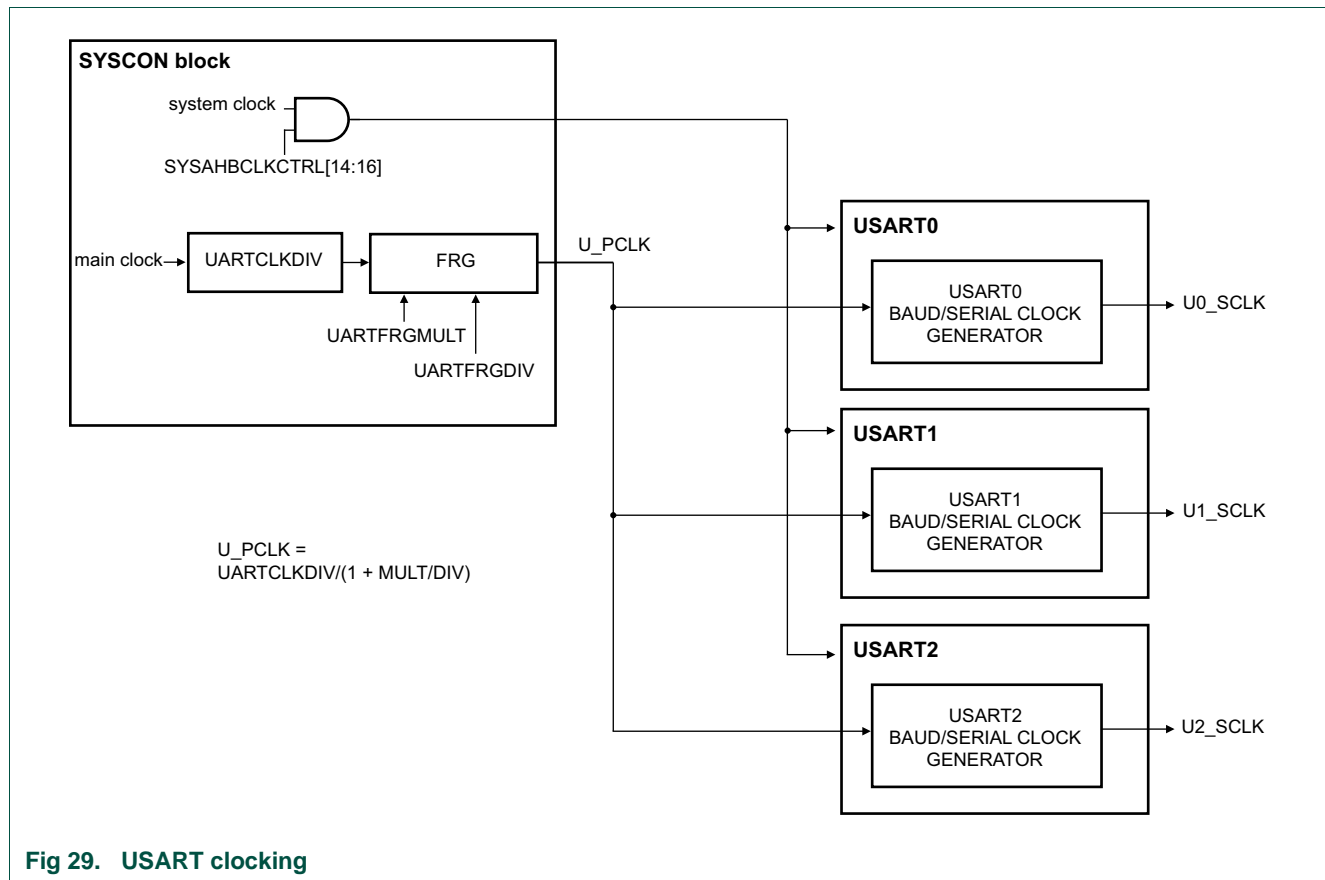 SYSCON block
system clock
SYSAHBCLKCTRL[14:16]
main clock
UARTCLKDIV
FRG
U_PCLK
UARTFRGMULT
UARTFRGDIV
USART0
USART0
BAUD/SERIAL CLOCK
GENERATOR
U0_SCLK
USART1
USART1
BAUD/SERIAL CLOCK
GENERATOR
U1_SCLK
U_PCLK =
UARTCLKDIV/(1 + MULT/DIV)
USART2
USART2
BAUD/SERIAL CLOCK
GENERATOR
U2_SCLK
Fig 29. USART clocking